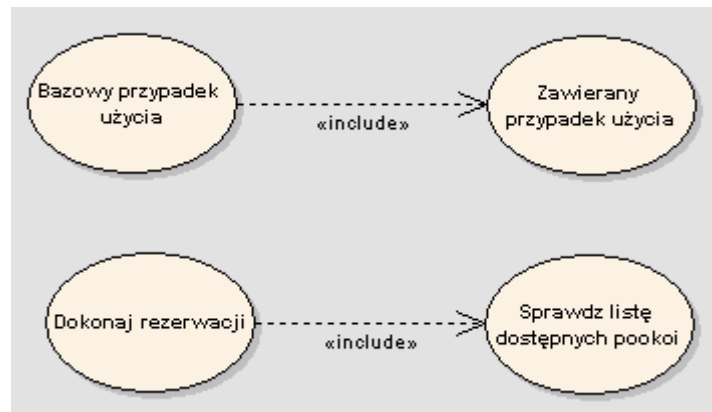 Bazowy przypadek
użycia
«include»
Zawierany
przypadek użycia
Dokonaj rezerwacji
«include»
Sprawdz listę
dostępnych pookoi